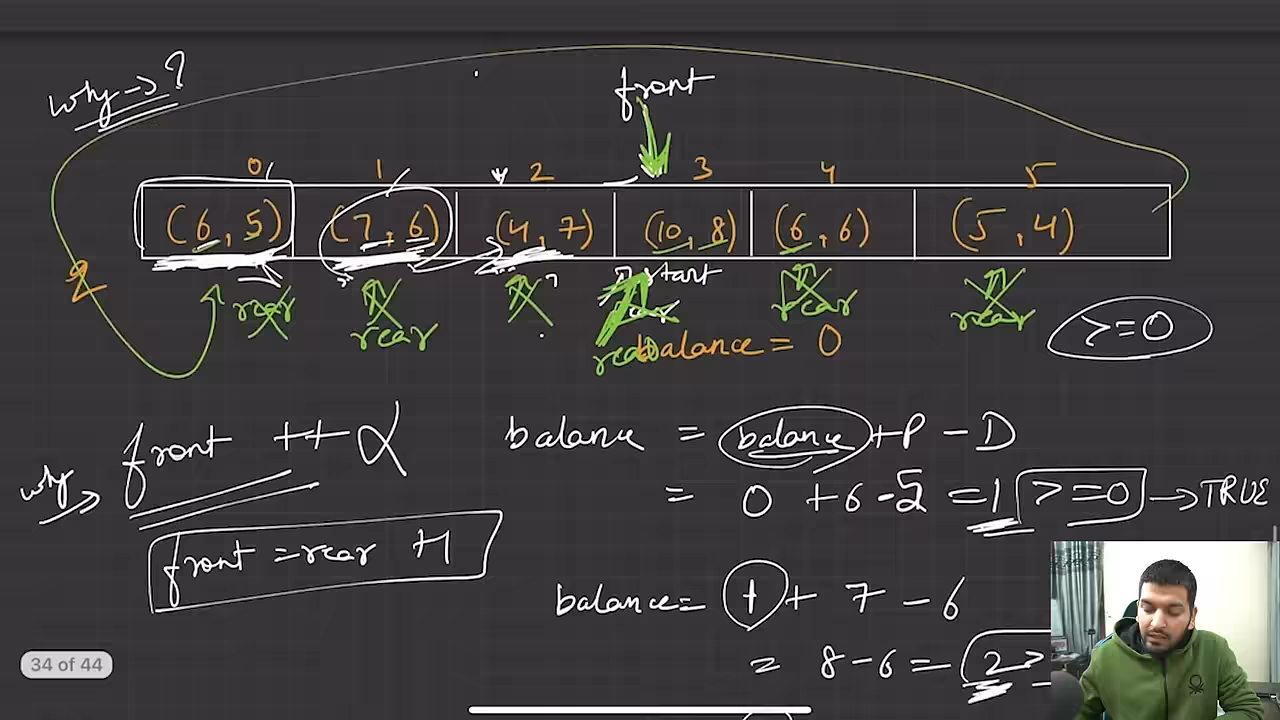 why → ?
front
0 1 2 3 4 5
(6, 5) (7, 6) (4, 7) (10, 8) (6, 6) (5, 4)
start
rear rear rear rear rear
2
balance = 0
>= 0
front ++
balance = balance + P - D
why →
= 0 + 6 - 5 = 1 >= 0 → TRUE
front = rear +1
balance = 1 + 7 - 6
= 8 - 6 = 2 >
34 of 44